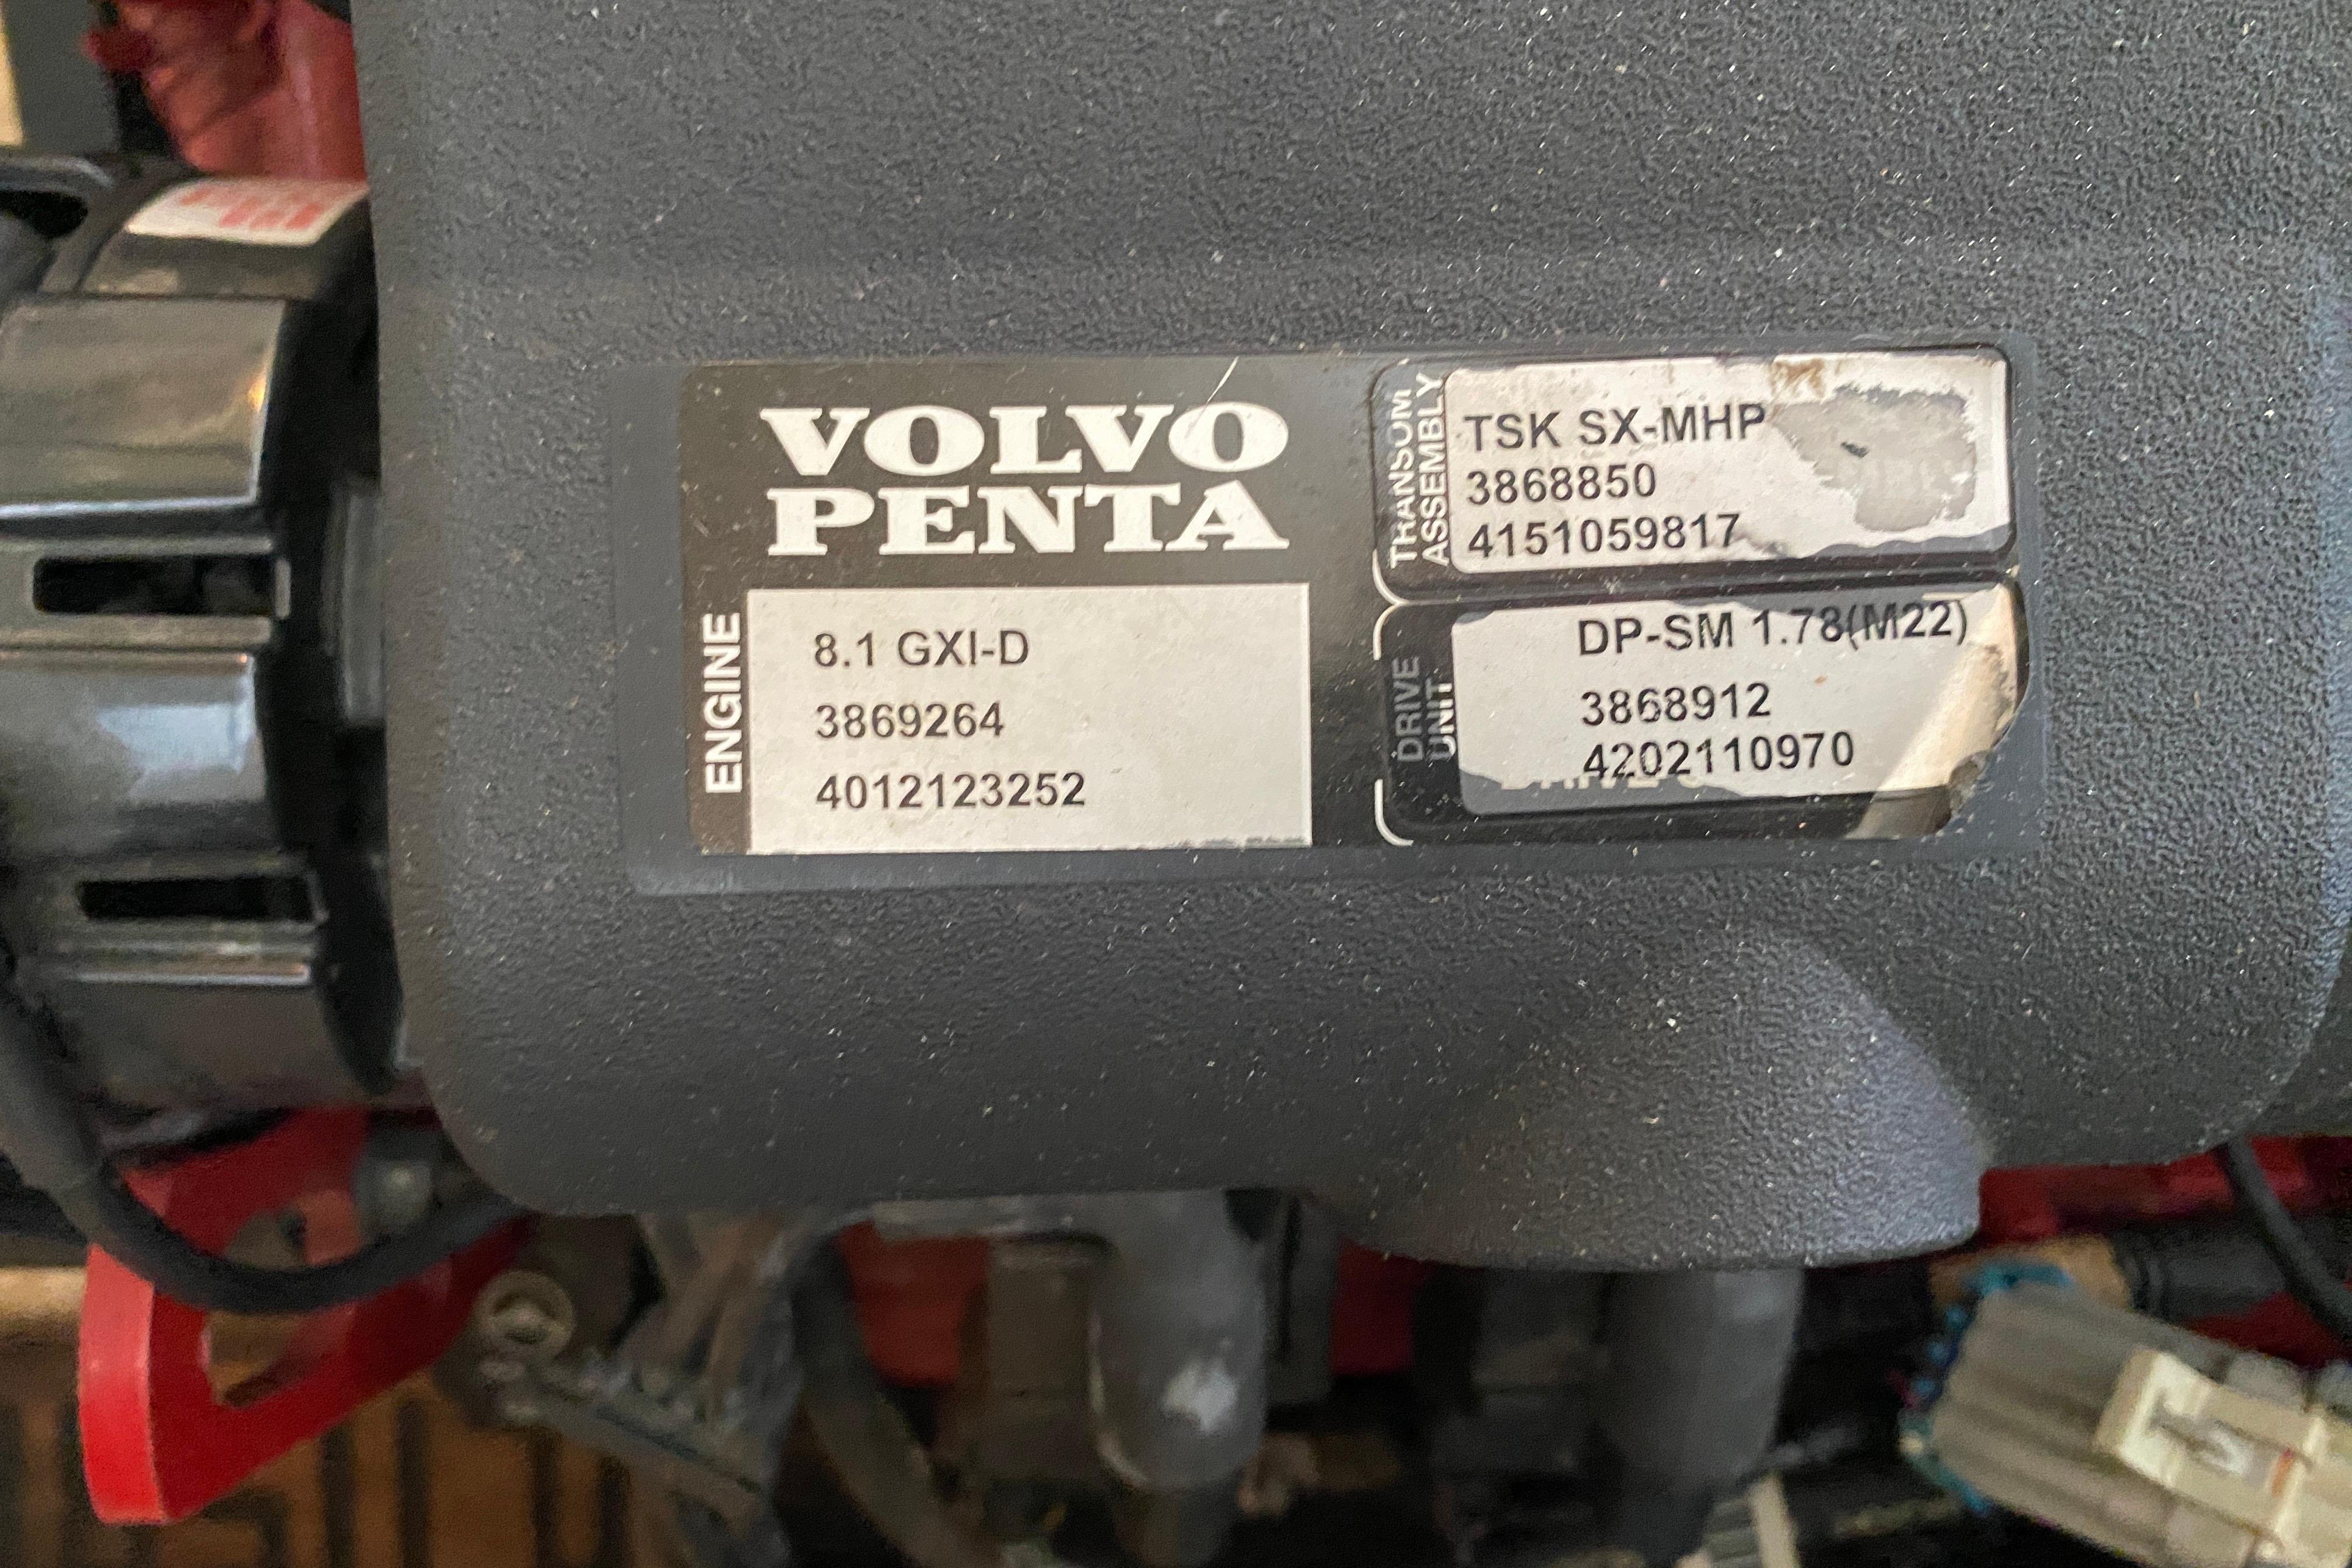 VOLVO
PENTA
ENGINE
8.1 GXI-D
3869264
4012123252
TRANSOM
ASSEMBLY
TSK SX-MHP
3868850
4151059817
DRIVE
UNIT
DP-SM 1.78(M22)
3868912
4202110970